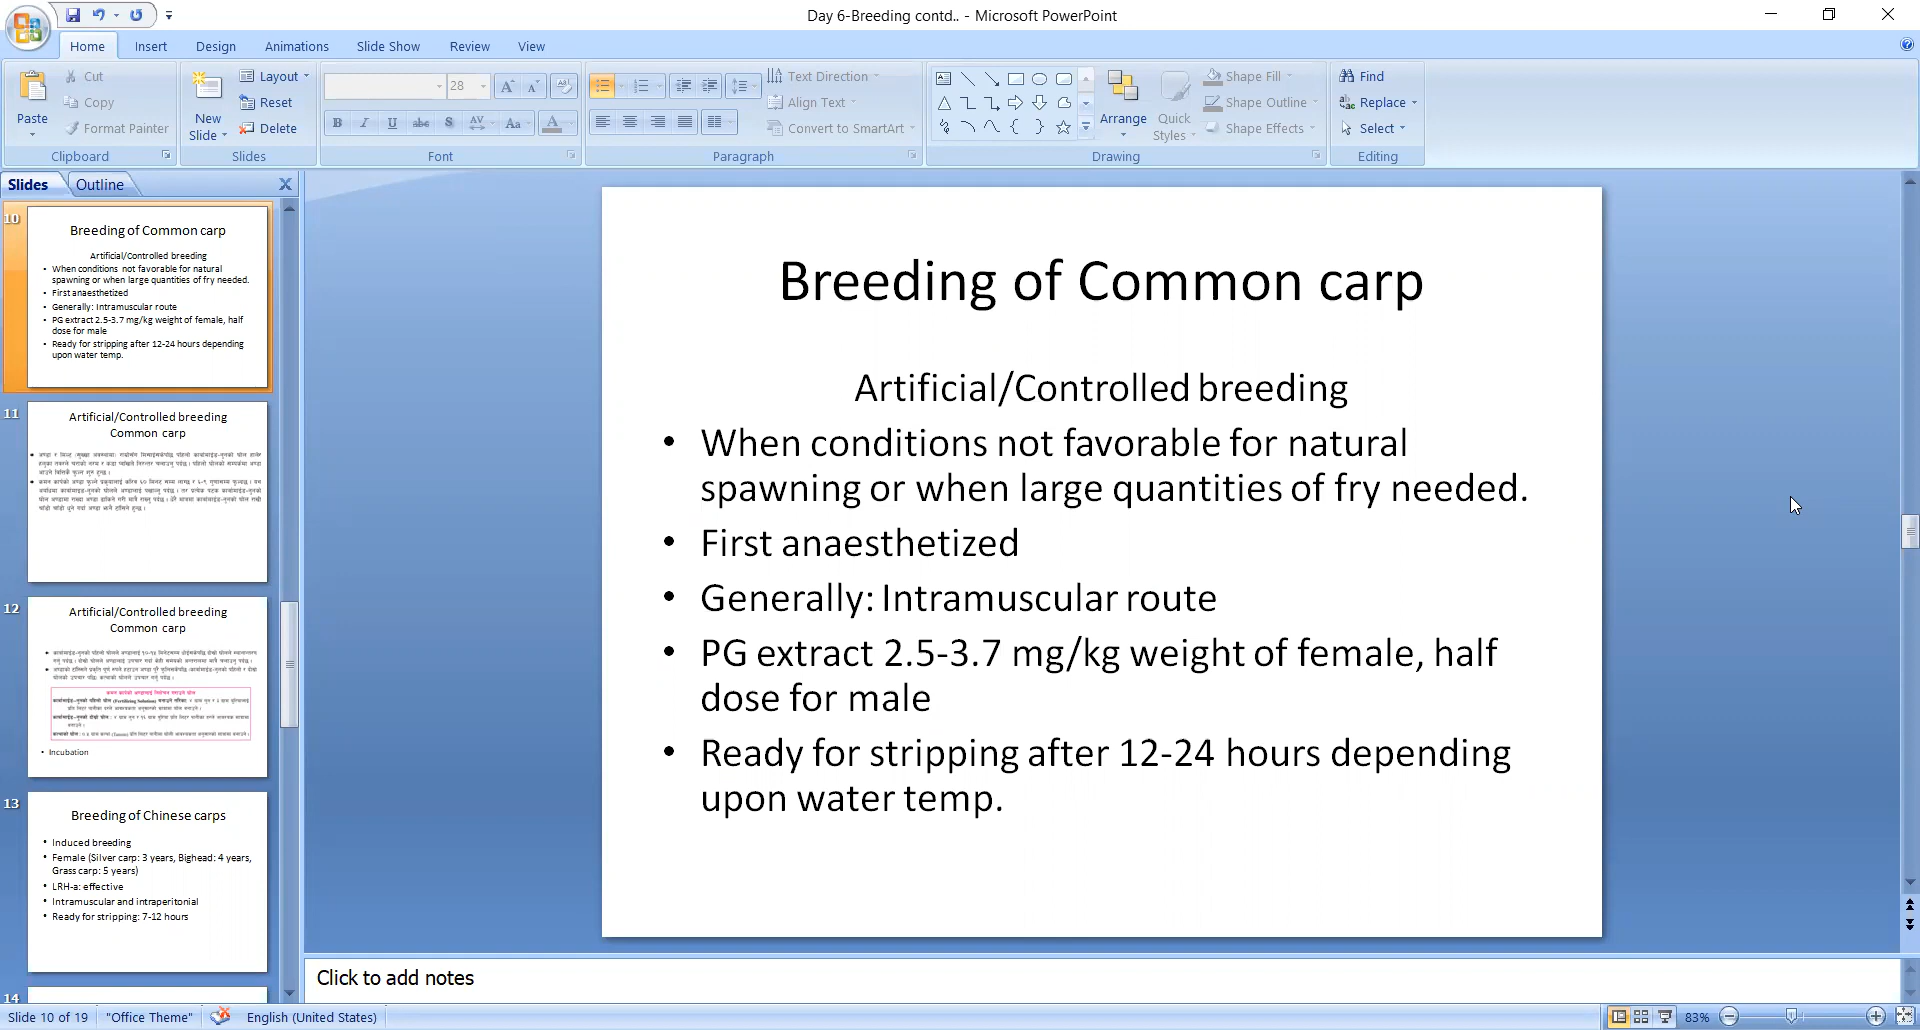 Day 6-Breeding contd.. - Microsoft PowerPoint
Home Insert Design Animations Slide Show Review View
Paste
Cut
Copy
Format Painter
Clipboard
New Slide
Layout
Reset
Delete
Slides
28
Font
Text Direction
Align Text
Convert to SmartArt
Paragraph
Arrange
Quick Styles
Shape Fill
Shape Outline
Shape Effects
Drawing
Find
Replace
Select
Editing
Slides Outline
10
Breeding of Common carp
Artificial/Controlled breeding
• When conditions not favorable for natural
spawning or when large quantities of fry needed.
• First anaesthetized
• Generally: Intramuscular route
• PG extract 2.5-3.7 mg/kg weight of female, half
dose for male
• Ready for stripping after 12-24 hours depending
upon water temp.
11
Artificial/Controlled breeding
Common carp
12
Artificial/Controlled breeding
Common carp
• Incubation
13
Breeding of Chinese carps
• Induced breeding
• Female (Silver carp: 3 years, Bighead: 4 years,
Grass carp: 5 years)
• LRH-a: effective
• Intramuscular and intraperitonial
• Ready for stripping: 7-12 hours
14
Breeding of Common carp
Artificial/Controlled breeding
• When conditions not favorable for natural
spawning or when large quantities of fry needed.
• First anaesthetized
• Generally: Intramuscular route
• PG extract 2.5-3.7 mg/kg weight of female, half
dose for male
• Ready for stripping after 12-24 hours depending
upon water temp.
Click to add notes
Slide 10 of 19 "Office Theme" English (United States) 83%